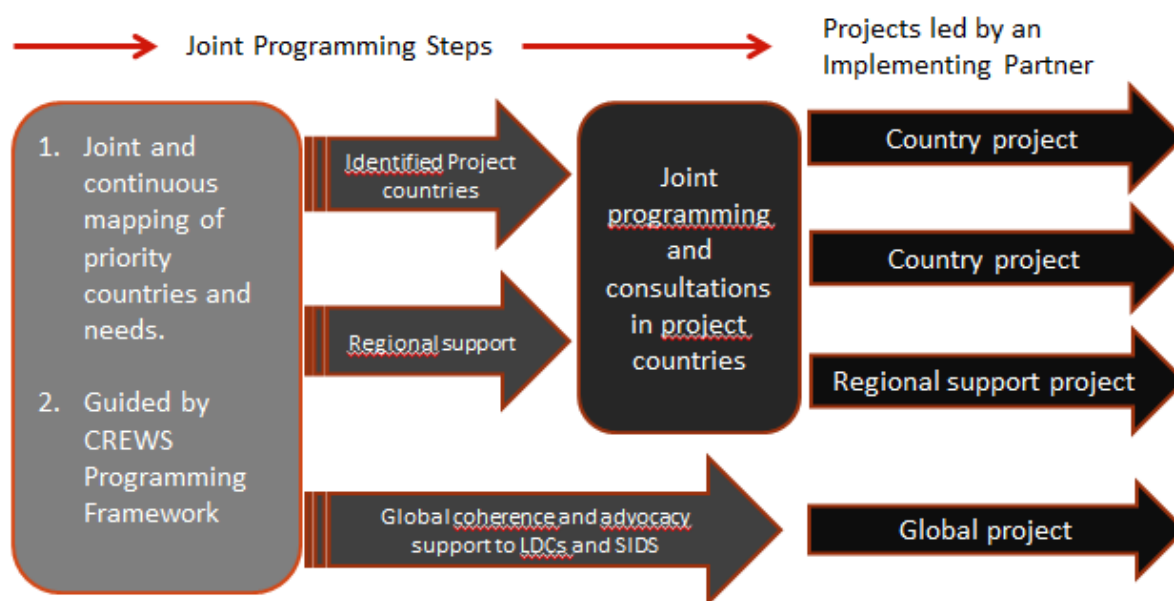 Joint Programming Steps
Projects led by an
Implementing Partner
1. Joint and
continuous
mapping of
priority
countries and
needs.
2. Guided by
CREWS
Programming
Framework
Identified Project
countries
Regional support
Global coherence and advocacy
support to LDCs and SIDS
Joint
programming
and
consultations
in project
countries
Country project
Country project
Regional support project
Global project